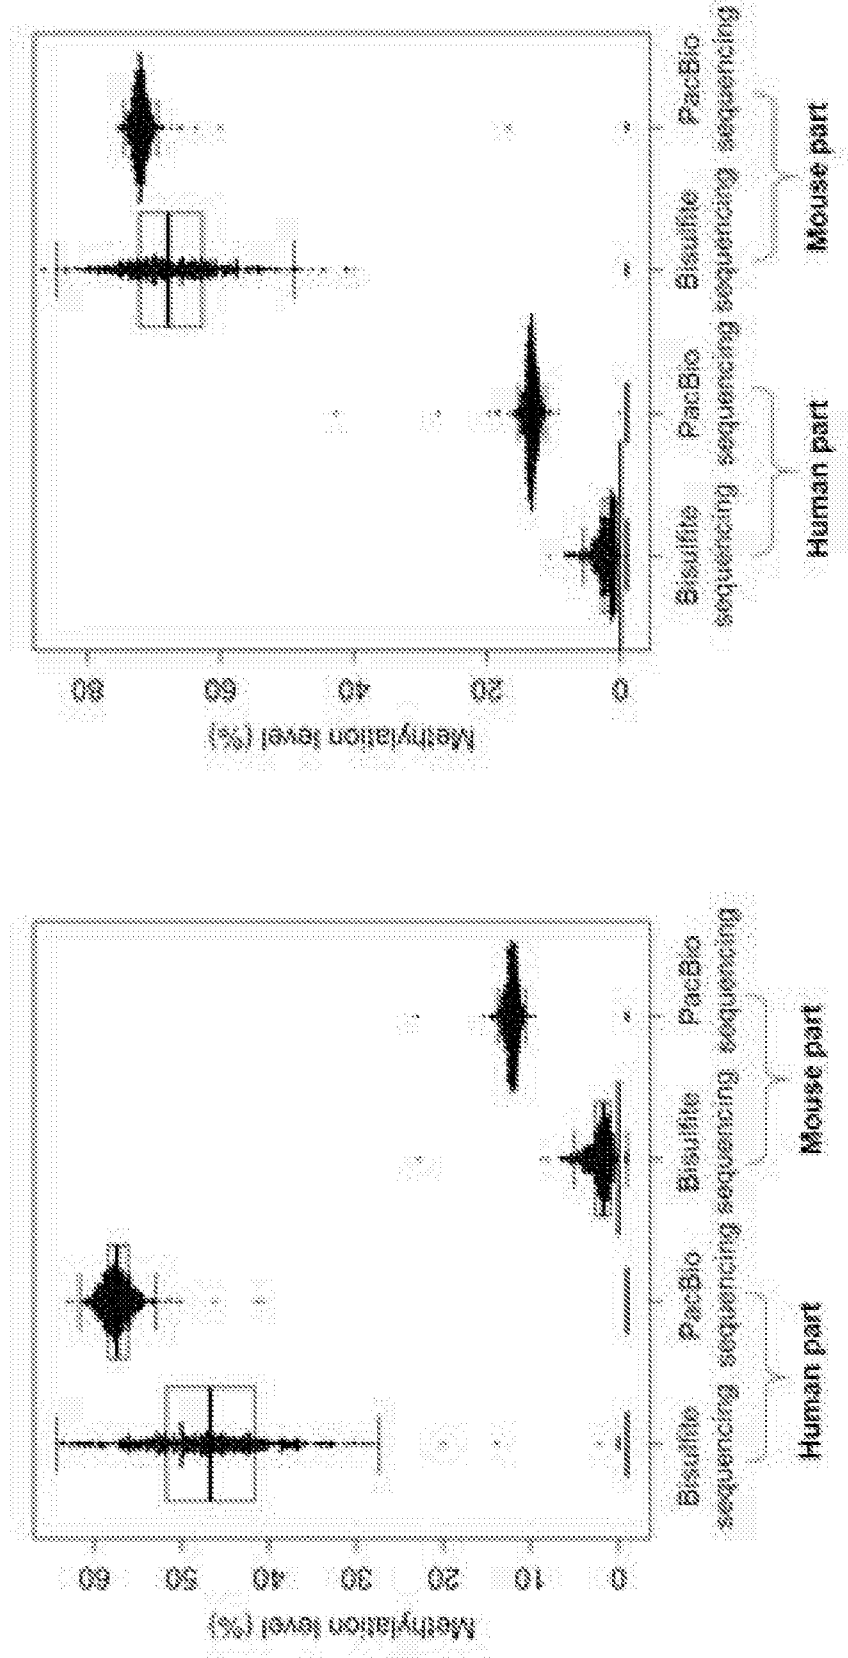 Methylation level (%)
0
20
40
60
80
Bisulfite
sequencing
PacBio
sequencing
Bisulfite
sequencing
PacBio
sequencing
Human part
Mouse part
Methylation level (%)
0
10
20
30
40
50
60
Bisulfite
sequencing
PacBio
sequencing
Bisulfite
sequencing
PacBio
sequencing
Human part
Mouse part